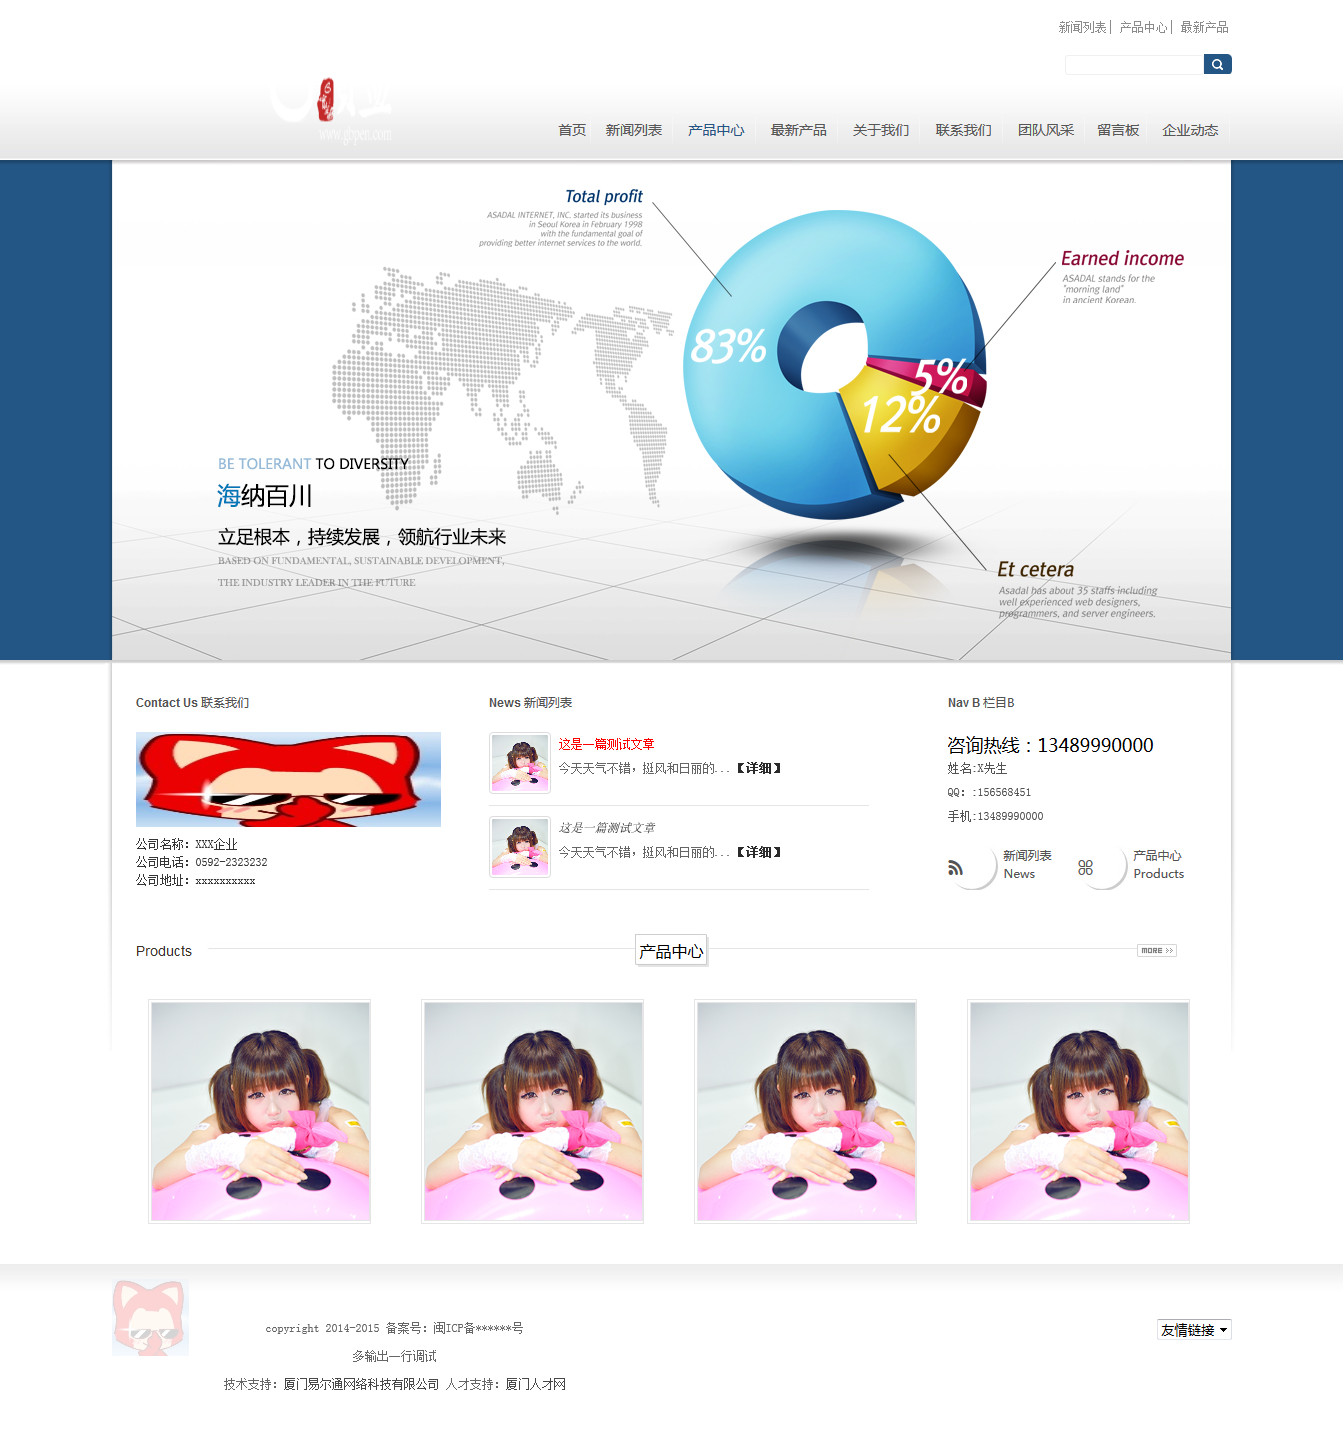 新闻列表| 产品中心| 最新产品
www.gbpen.com
首页 新闻列表 产品中心 最新产品 关于我们 联系我们 团队风采 留言板 企业动态
Total profit
ASADAL INTERNET, INC. started its business
in Seoul Korea in February 1998
with the fundamental goal of
providing better internet services to the world.
Earned income
ASADAL stands for the
"morning land"
in ancient Korean.
83%
5%
12%
BE TOLERANT TO DIVERSITY
海纳百川
立足根本，持续发展，领航行业未来
BASED ON FUNDAMENTAL, SUSTAINABLE DEVELOPMENT,
THE INDUSTRY LEADER IN THE FUTURE
Et cetera
Asadal has about 35 staffs including
well experienced web designers,
programmers, and server engineers.
Contact Us 联系我们
公司名称：XXX企业
公司电话：0592-2323232
公司地址：xxxxxxxxxx
News 新闻列表
这是一篇测试文章
今天天气不错，挺风和日丽的...【详细】
这是一篇测试文章
今天天气不错，挺风和日丽的...【详细】
Nav B 栏目B
咨询热线：13489990000
姓名:X先生
QQ：:156568451
手机:13489990000
新闻列表
News
产品中心
Products
Products
产品中心
MORE >>
copyright 2014-2015 备案号：闽ICP备******号
多输出一行调试
技术支持：厦门易尔通网络科技有限公司 人才支持：厦门人才网
友情链接